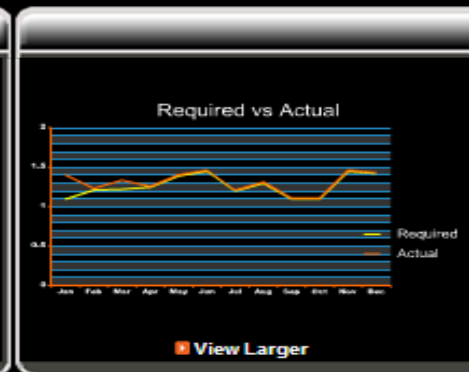 Required vs Actual
2
1.5
1
0.5
0
Jan Feb Mar Apr May Jun Jul Aug Sep Oct Nov Dec
Required
Actual
View Larger